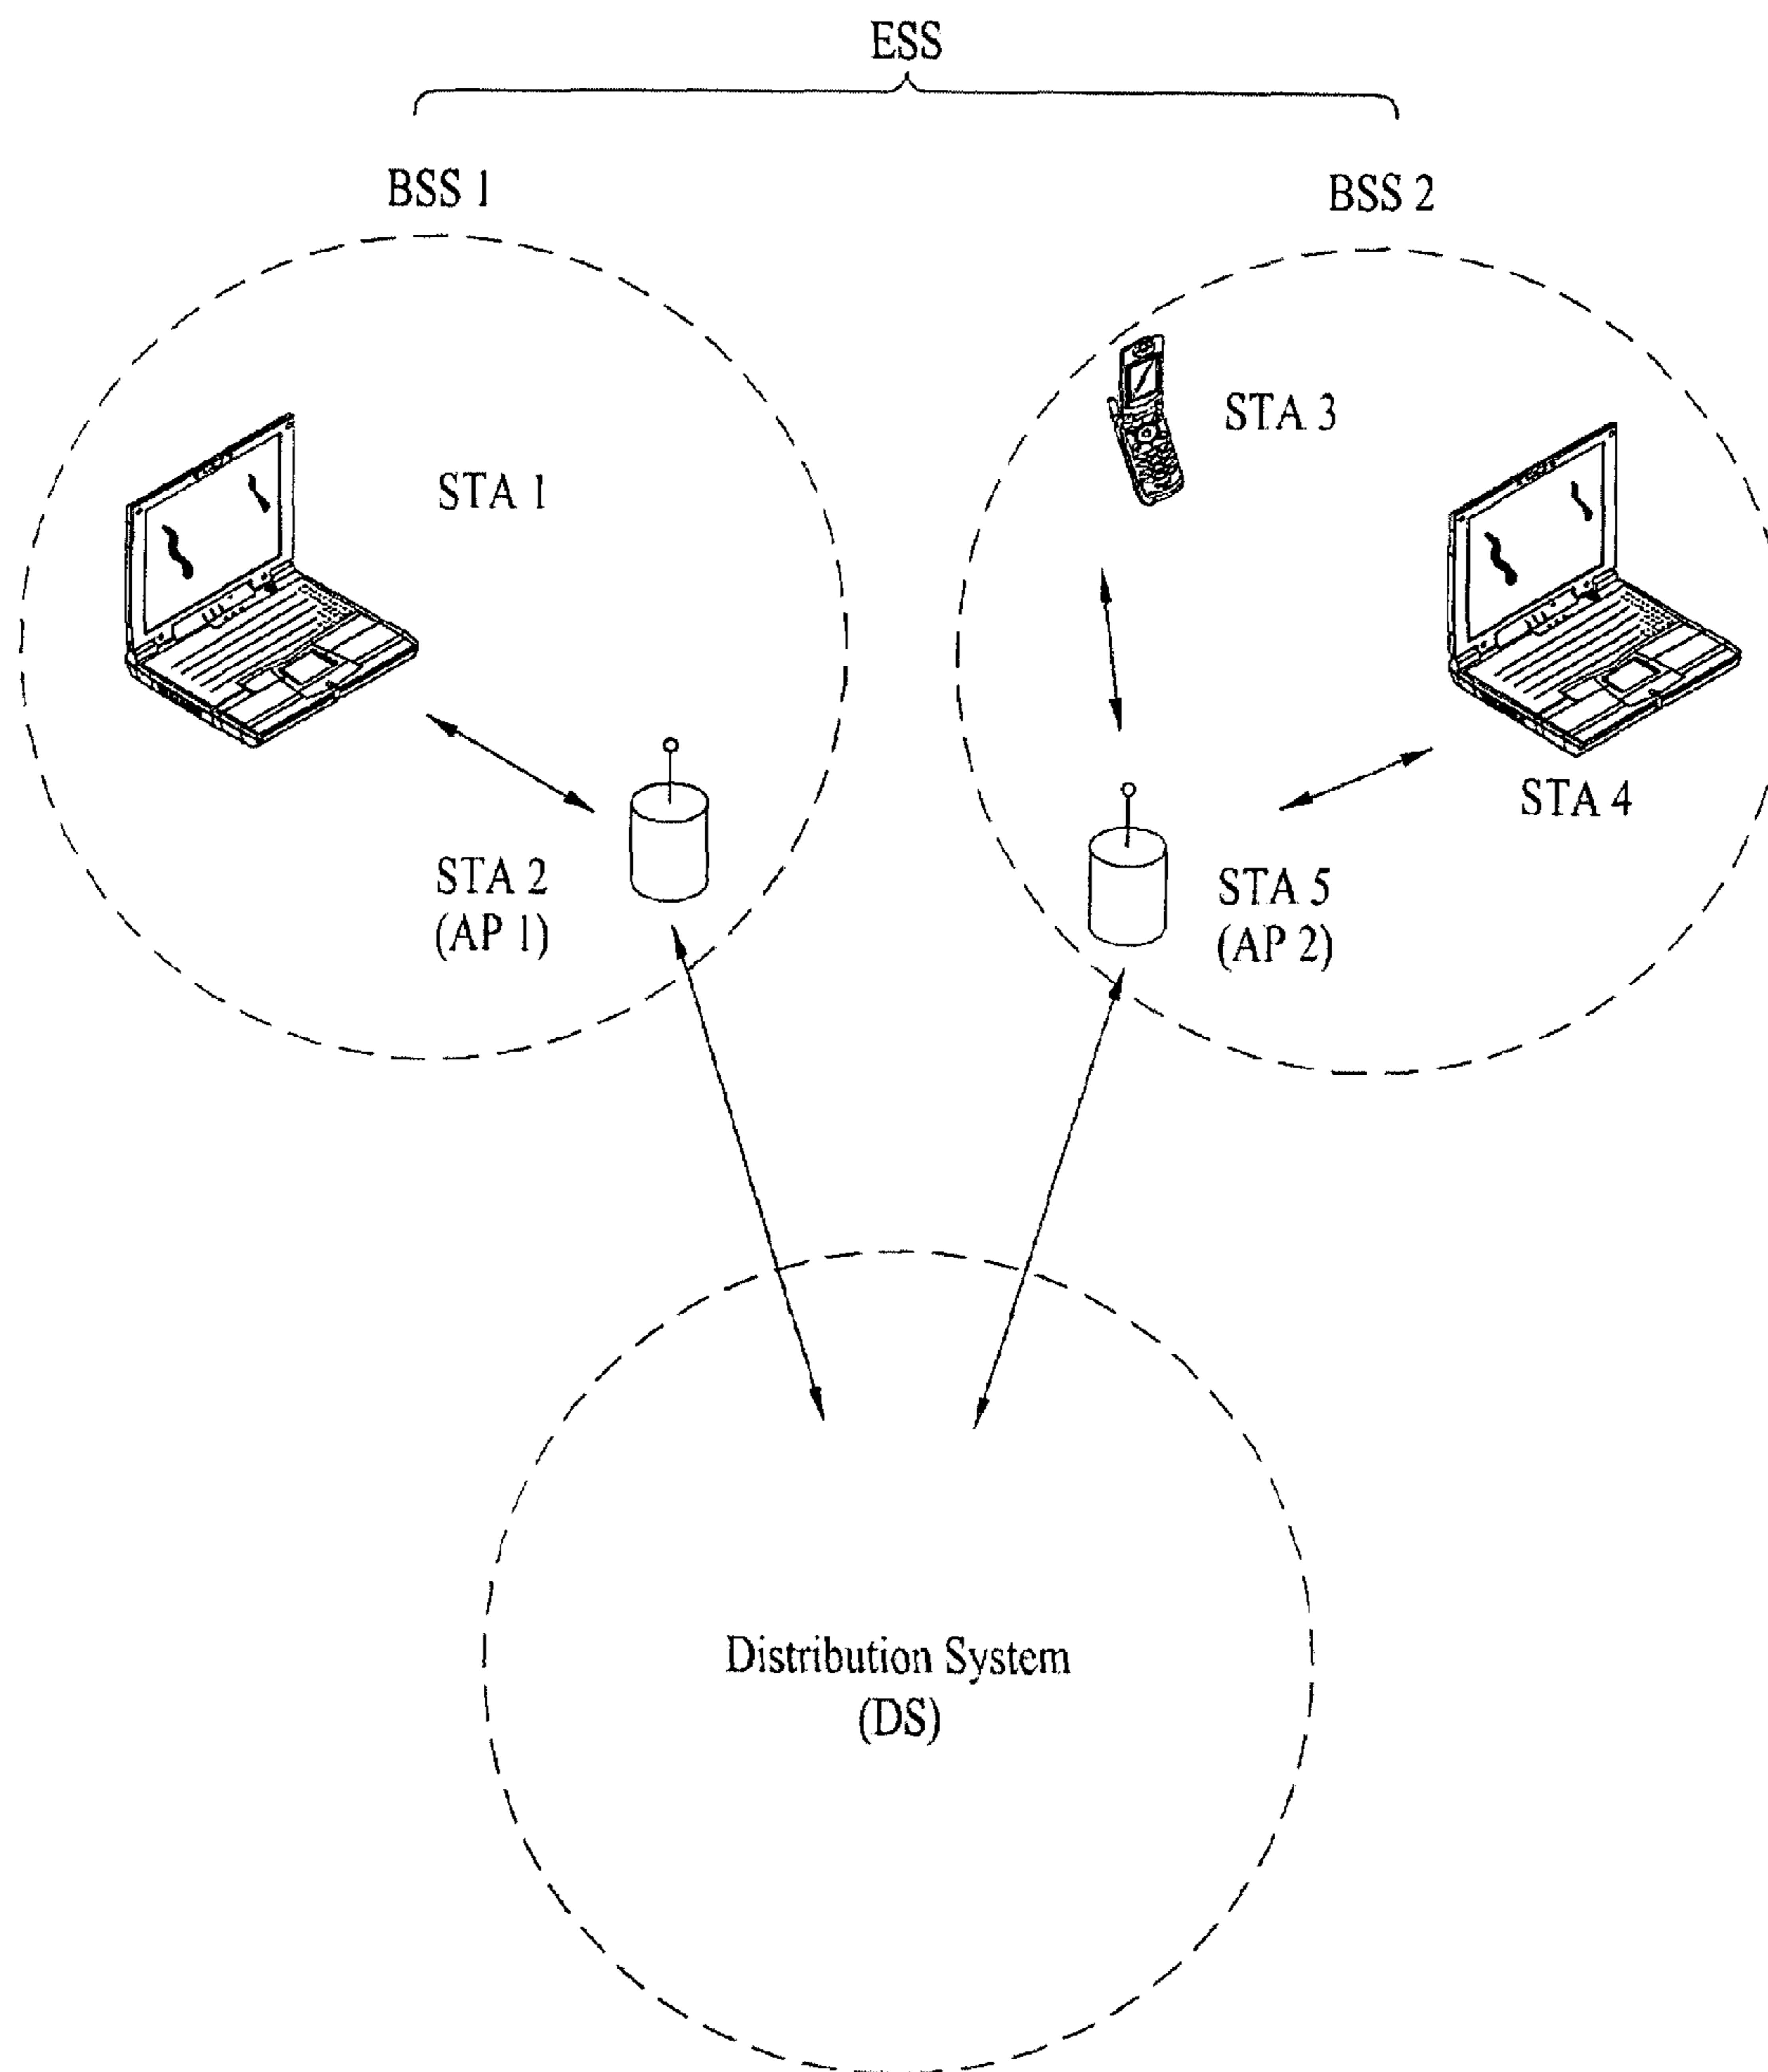 ESS
BSS 1
BSS 2
STA 1
STA 3
STA 4
STA 2
(AP 1)
STA 5
(AP 2)
Distribution System
(DS)